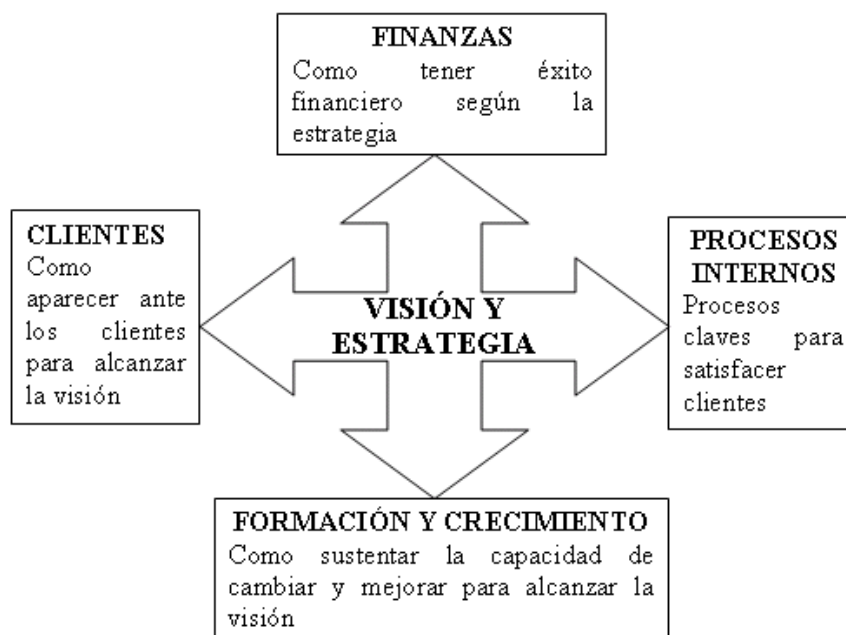 FINANZAS
Como tener éxito
financiero según la
estrategia
CLIENTES
Como
aparecer ante
los clientes
para alcanzar
la visión
VISIÓN Y
ESTRATEGIA
PROCESOS
INTERNOS
Procesos
claves para
satisfacer
clientes
FORMACIÓN Y CRECIMIENTO
Como sustentar la capacidad de
cambiar y mejorar para alcanzar la
visión